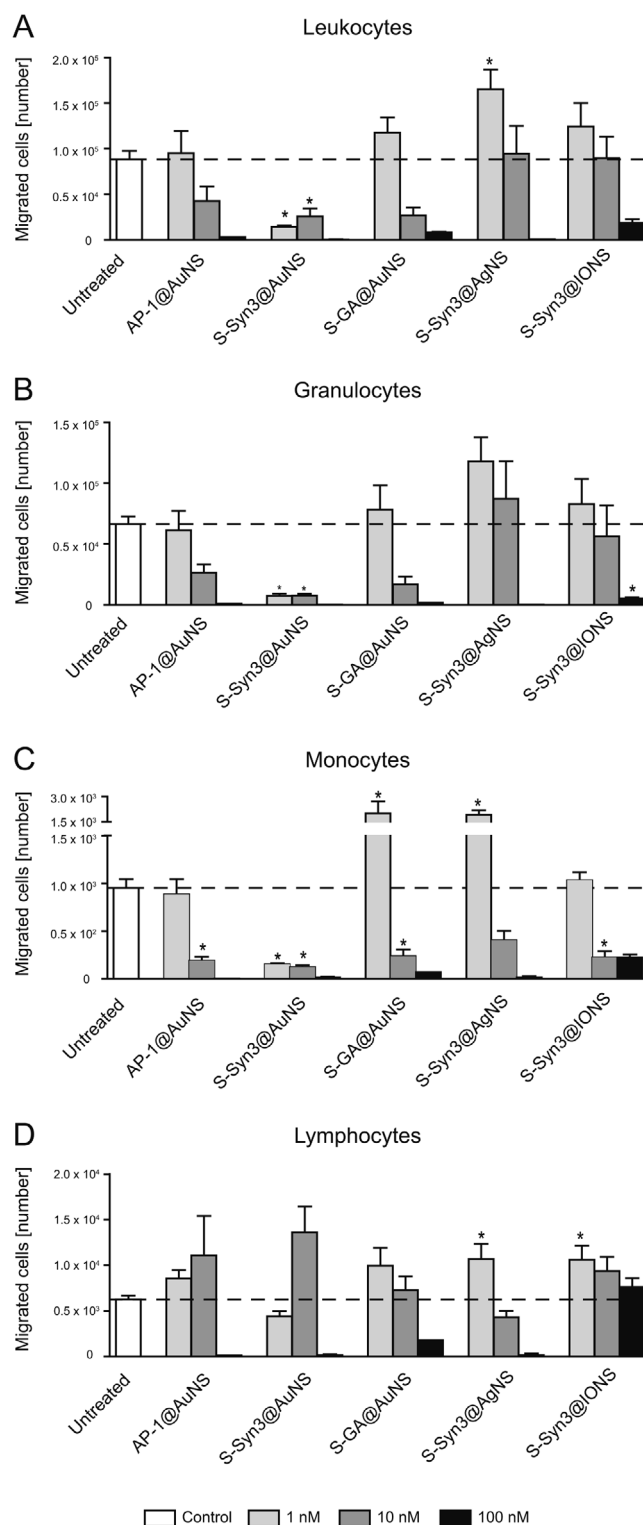 A
Leukocytes
Migrated cells [number]
2.0 x 10⁵
1.5 x 10⁵
1.0 x 10⁵
0.5 x 10⁴
0
*
*
*
Untreated
AP-1@AuNS
S-Syn3@AuNS
S-GA@AuNS
S-Syn3@AgNS
S-Syn3@IONS
B
Granulocytes
Migrated cells [number]
1.5 x 10⁵
1.0 x 10⁵
0.5 x 10⁴
0
*
*
*
Untreated
AP-1@AuNS
S-Syn3@AuNS
S-GA@AuNS
S-Syn3@AgNS
S-Syn3@IONS
C
Monocytes
Migrated cells [number]
3.0 x 10³
1.5 x 10³
1.0 x 10³
0.5 x 10²
0
*
*
*
*
*
*
*
Untreated
AP-1@AuNS
S-Syn3@AuNS
S-GA@AuNS
S-Syn3@AgNS
S-Syn3@IONS
D
Lymphocytes
Migrated cells [number]
2.0 x 10⁴
1.5 x 10⁴
1.0 x 10⁴
0.5 x 10³
0
*
*
Untreated
AP-1@AuNS
S-Syn3@AuNS
S-GA@AuNS
S-Syn3@AgNS
S-Syn3@IONS
Control 1 nM 10 nM 100 nM